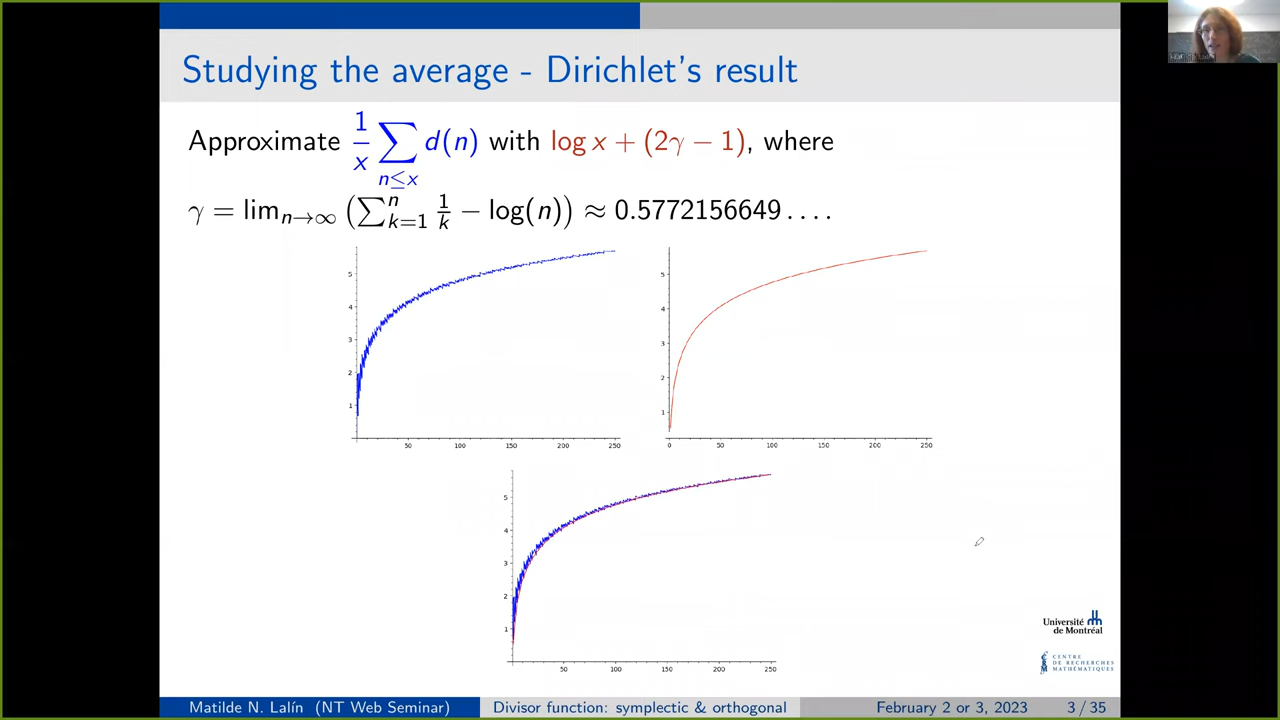 Studying the average - Dirichlet's result
Approximate 1/x ∑_{n≤x} d(n) with log x + (2γ − 1), where
γ = lim_{n→∞} (∑_{k=1}^{n} 1/k − log(n)) ≈ 0.5772156649 . . . .
5
4
3
2
1
50 100 150 200 250
5
4
3
2
1
0 50 100 150 200 250
5
4
3
2
1
50 100 150 200 250
Université
de Montréal
CRM
CENTRE
DE RECHERCHES
MATHÉMATIQUES
Matilde N. Lalín (NT Web Seminar) Divisor function: symplectic & orthogonal February 2 or 3, 2023 3 / 35